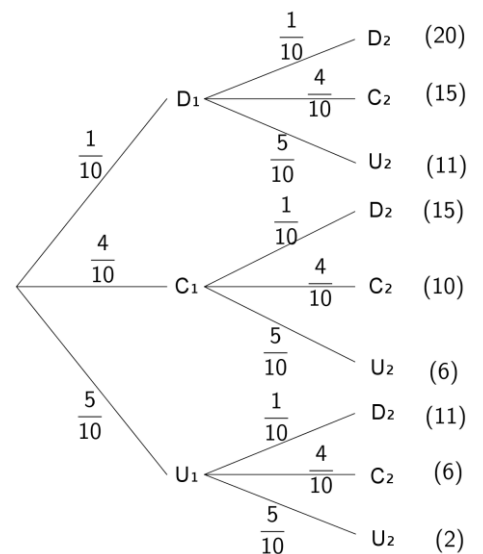 1/10 D₂ (20)
4/10 C₂ (15)
D₁
5/10 U₂ (11)
1/10
1/10 D₂ (15)
4/10 C₁
4/10 C₂ (10)
5/10 U₂ (6)
5/10
1/10 D₂ (11)
U₁
4/10 C₂ (6)
5/10 U₂ (2)